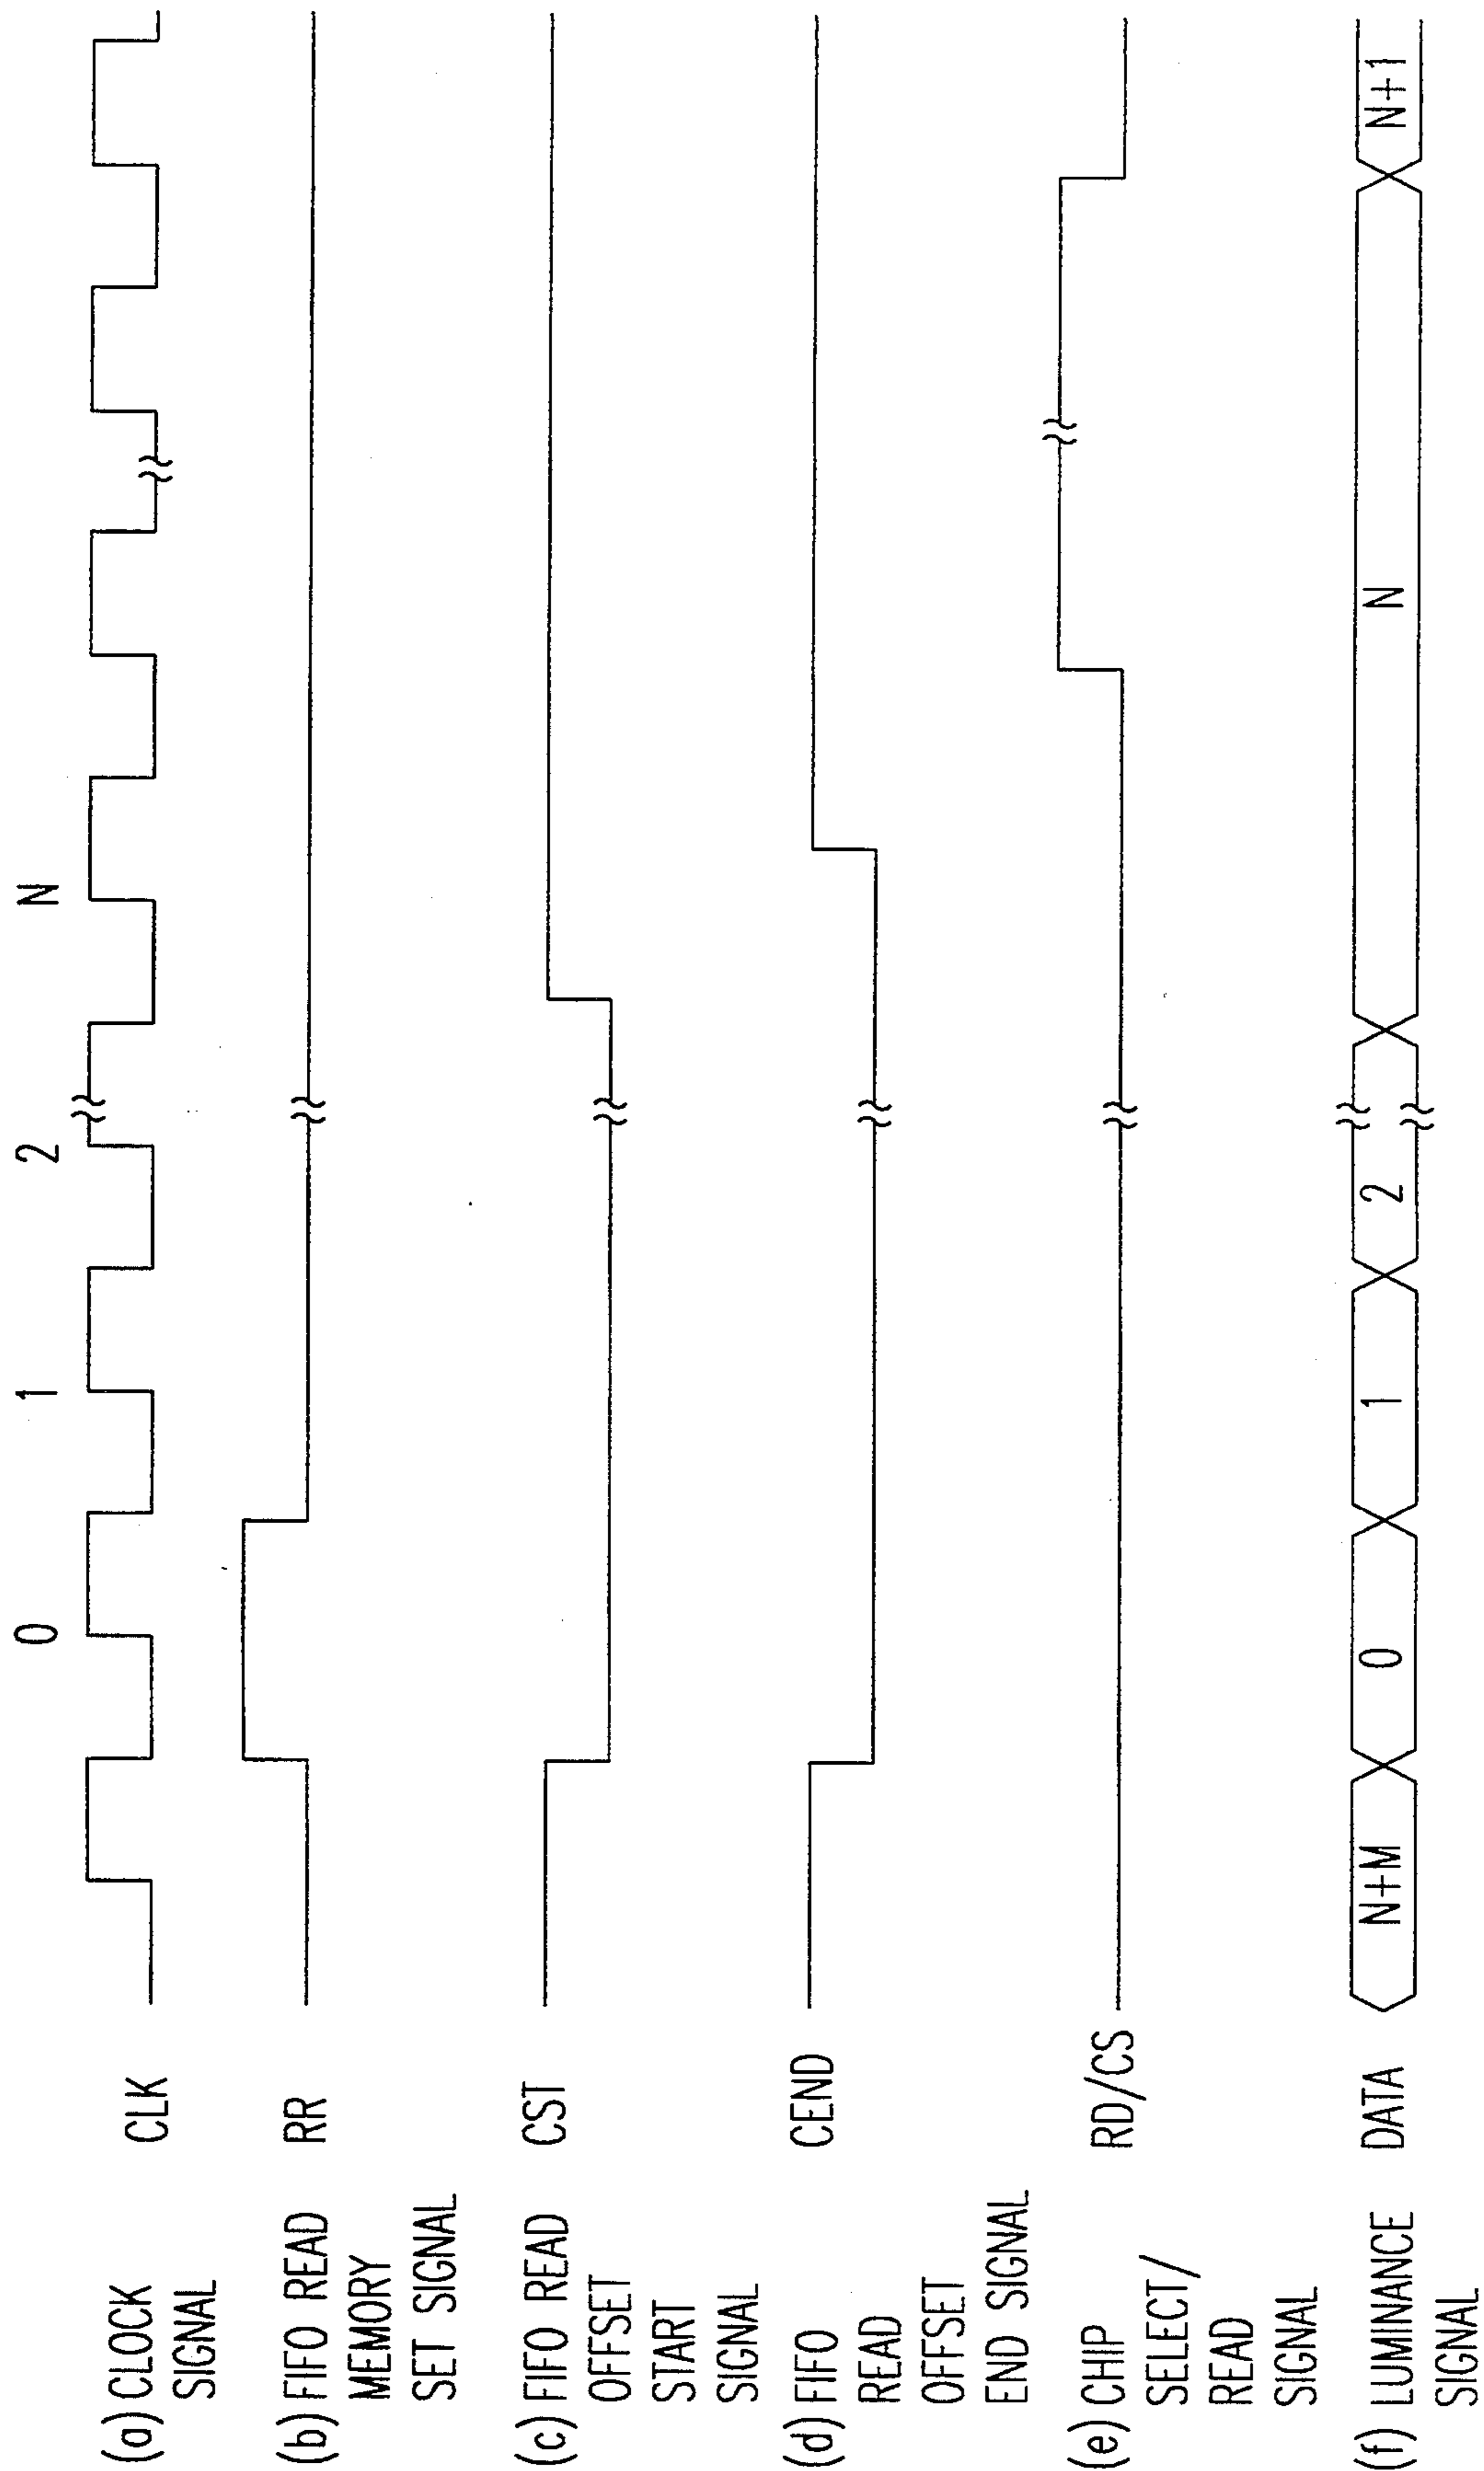 0 1 2 N
(a) CLOCK
SIGNAL
CLK
(b) FIFO READ
MEMORY
SET SIGNAL
RR
(c) FIFO READ
OFFSET
START
SIGNAL
CST
(d) FIFO
READ
OFFSET
END SIGNAL
CEND
(e) CHIP
SELECT/
READ
SIGNAL
RD/CS
(f) LUMINANCE
SIGNAL
DATA
N+M 0 1 2 N N+1